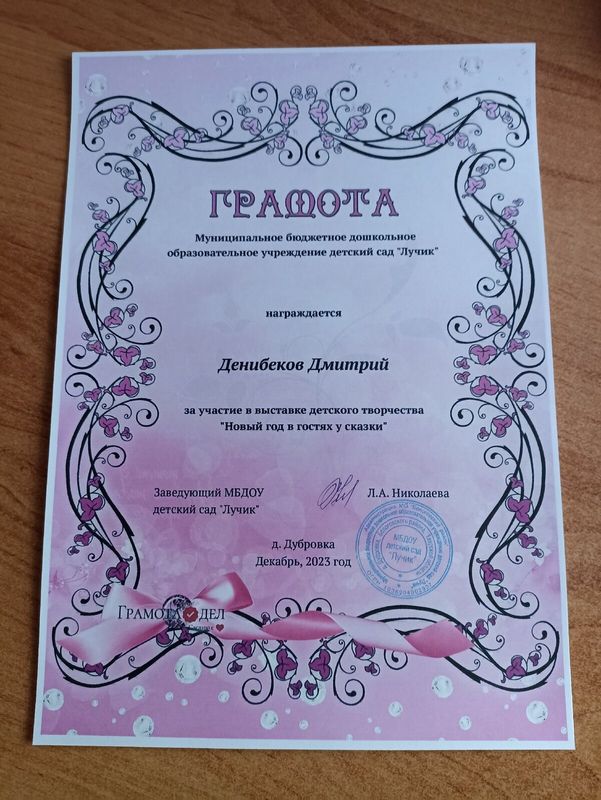 ГРАМОТА
Муниципальное бюджетное дошкольное
образовательное учреждение детский сад "Лучик"
награждается
Денибеков Дмитрий
за участие в выставке детского творчества
"Новый год в гостях у сказки"
Заведующий МБДОУ
детский сад "Лучик"
Л.А. Николаева
МБДОУ
детский сад
"Лучик"
д. Дубровка
Декабрь, 2023 год
ГРАМОТА ДЕЛ